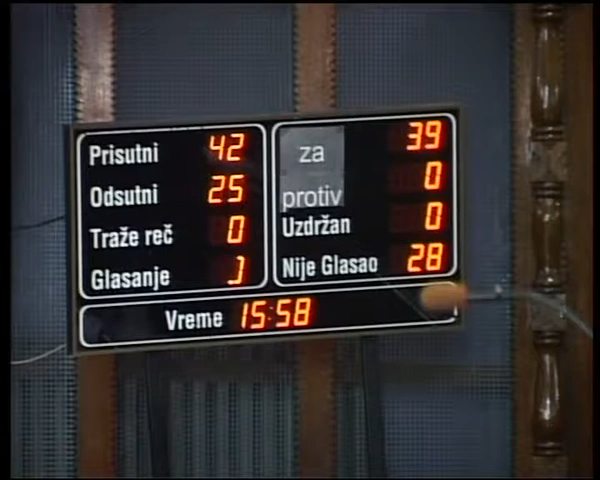 Prisutni 42
Odsutni 25
Traže reč 0
Glasanje
za 39
protiv 0
Uzdržan 0
Nije Glasao 28
Vreme 15:58